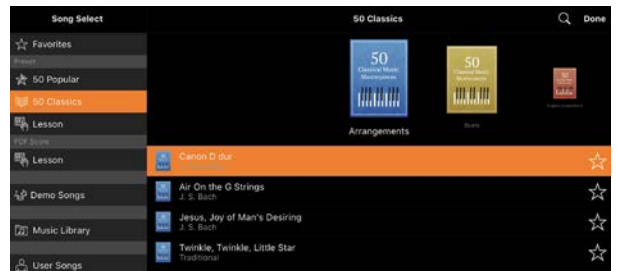 Song Select
50 Classics
Done
Favorites
Preset
50 Popular
50 Classics
Lesson
PDF Score
Lesson
Demo Songs
Music Library
User Songs
50
Classical Music
Masterpieces
Arrangements
50
Classical Music
Masterpieces
Duets
50
Canon D dur
Air On the G Strings
J. S. Bach
Jesus, Joy of Man's Desiring
J. S. Bach
Twinkle, Twinkle, Little Star
Traditional